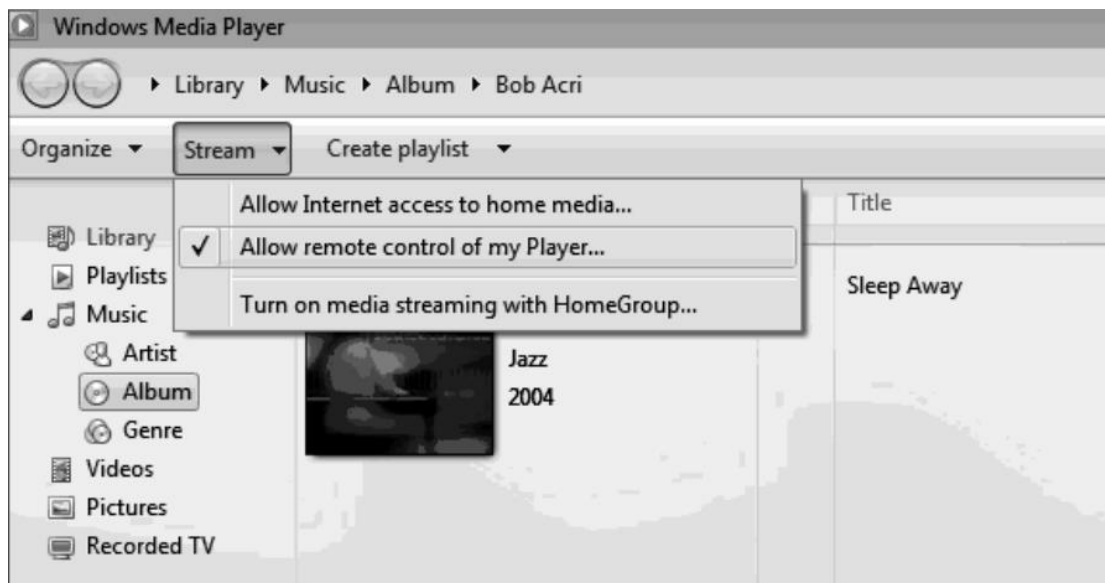 Windows Media Player
Library Music Album Bob Acri
Organize Stream Create playlist
Allow Internet access to home media...
Allow remote control of my Player...
Turn on media streaming with HomeGroup...
Title
Library
Playlists
Music
Artist
Album
Genre
Videos
Pictures
Recorded TV
Jazz
2004
Sleep Away